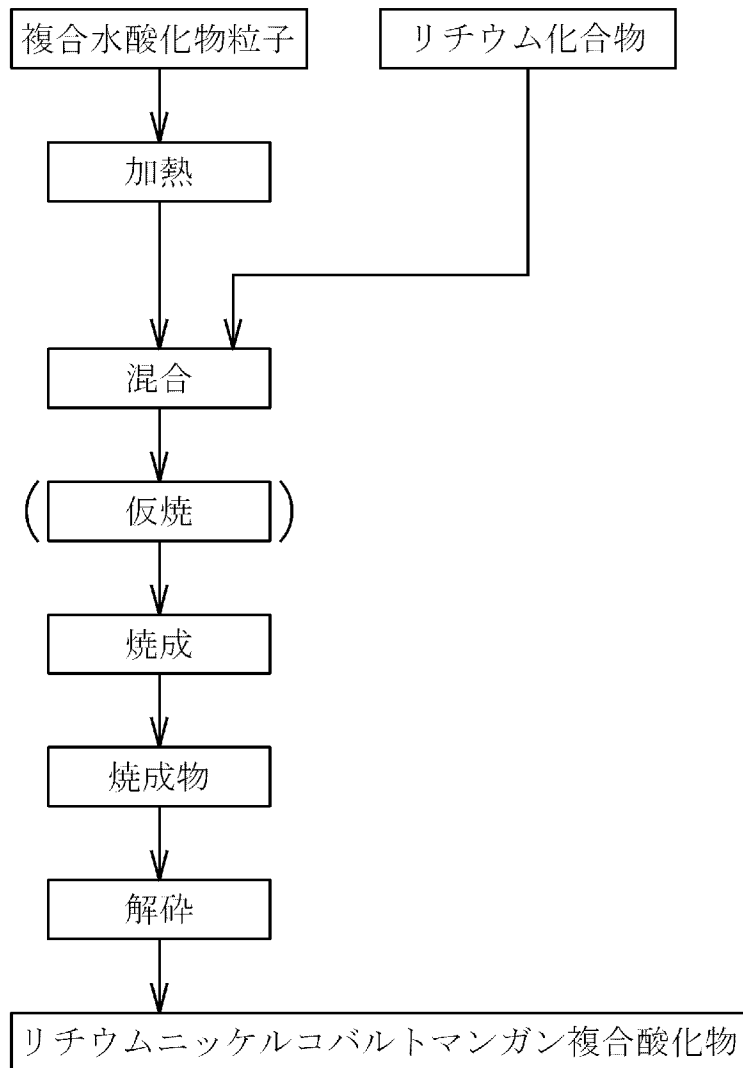 複合水酸化物粒子
リチウム化合物
加熱
混合
(仮焼)
焼成
焼成物
解砕
リチウムニッケルコバルトマンガン複合酸化物